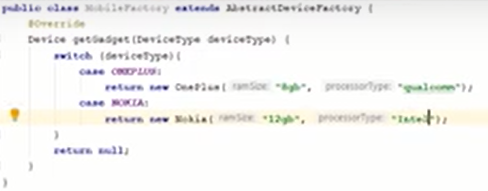 public class MobileFactory extends AbstractDeviceFactory {
@Override
Device getGadget(DeviceType deviceType) {
switch (deviceType){
case ONEPLUS:
return new OnePlus( ramSize: "8gb", processorType: "qualcomm");
case NOKIA:
return new Nokia( ramSize: "12gb", processorType: "Intel");
}
return null;
}
}